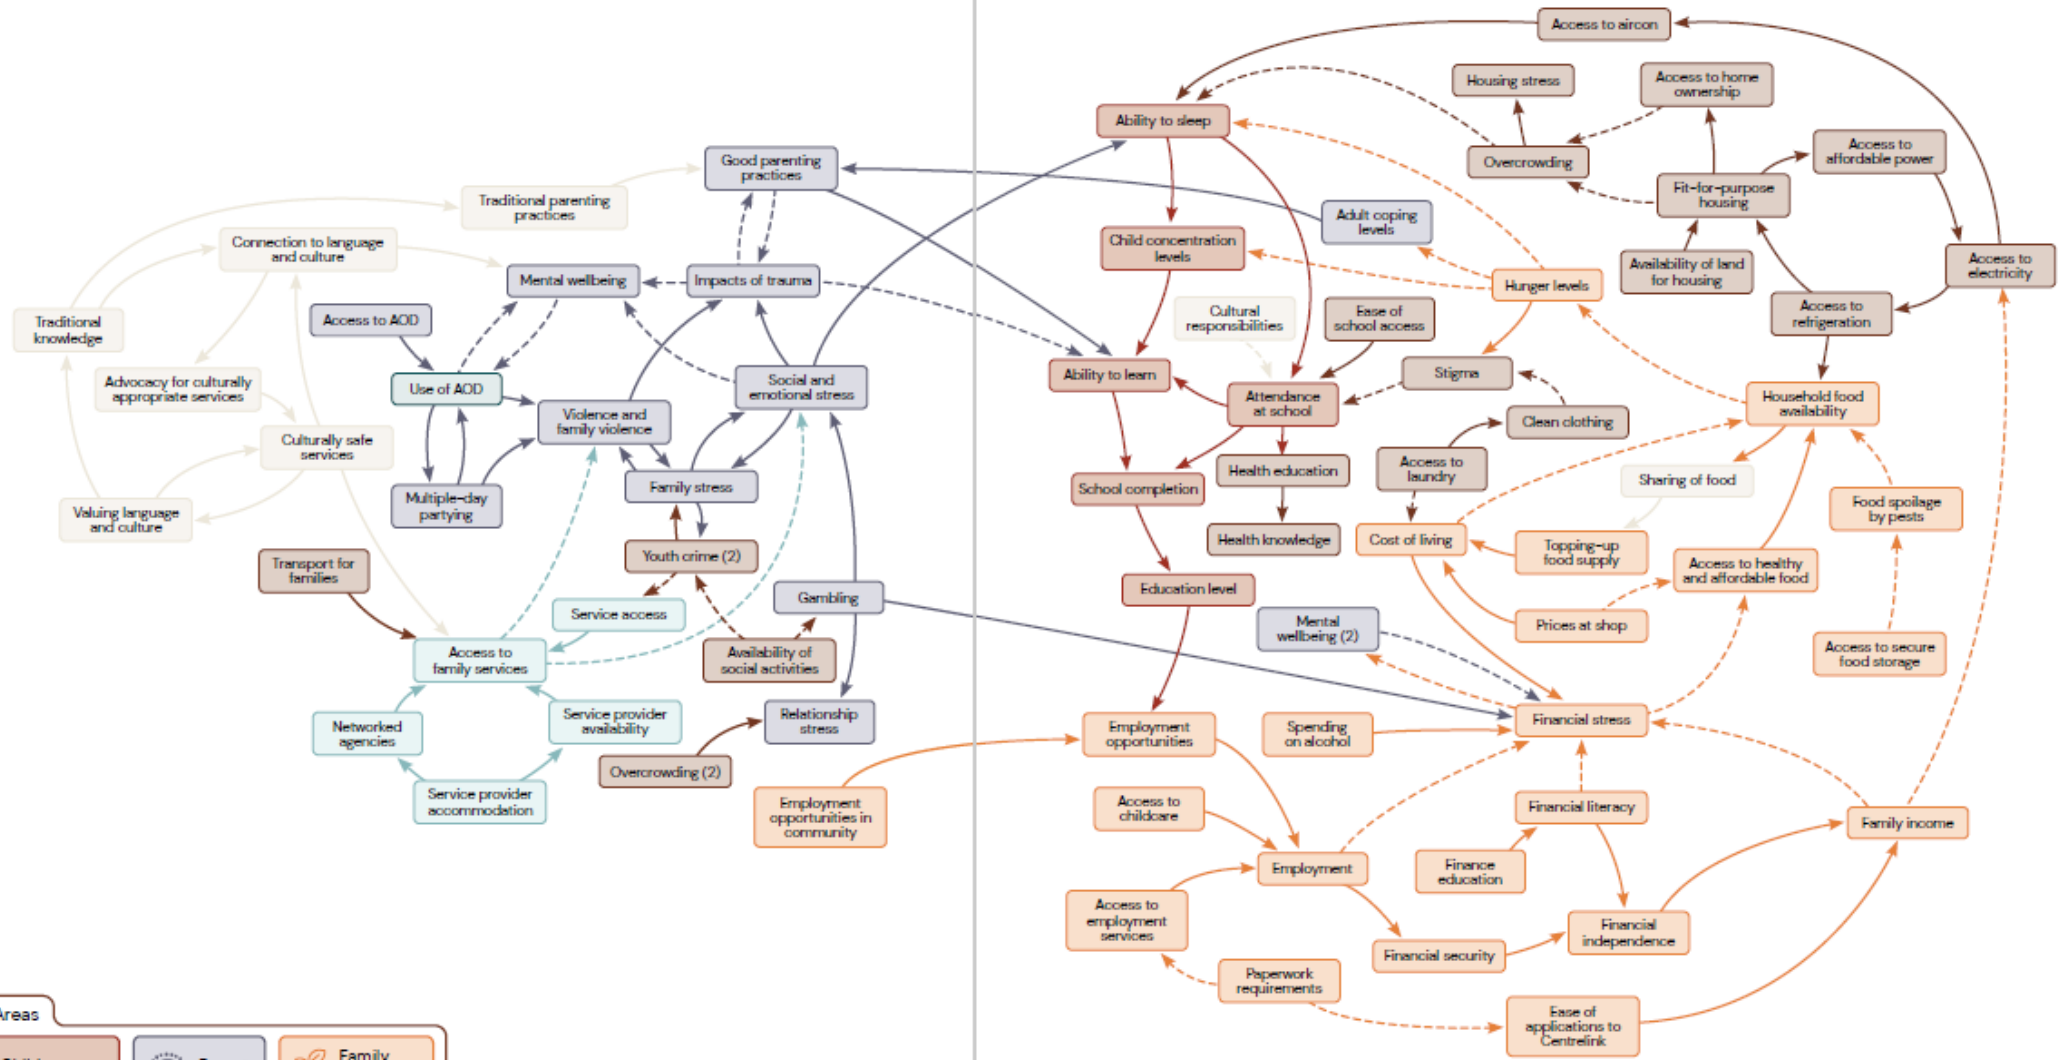 Good parenting
practices
Traditional parenting
practices
Connection to language
and culture
Mental wellbeing
Impacts of trauma
Traditional
knowledge
Access to AOD
Advocacy for culturally
appropriate services
Use of AOD
Social and
emotional stress
Violence and
family violence
Culturally safe
services
Family stress
Multiple-day
partying
Valuing language
and culture
Youth crime (2)
Transport for
families
Gambling
Service access
Access to
family services
Availability of
social activities
Networked
agencies
Service provider
availability
Relationship
stress
Overcrowding (2)
Service provider
accommodation
Employment
opportunities in
community
Access to aircon
Housing stress
Access to home
ownership
Ability to sleep
Overcrowding
Access to
affordable power
Fit-for-purpose
housing
Adult coping
levels
Child concentration
levels
Availability of land
for housing
Access to
electricity
Hunger levels
Cultural
responsibilities
Ease of
school access
Access to
refrigeration
Ability to learn
Stigma
Attendance
at school
Household food
availability
Clean clothing
Health education
Access to
laundry
School completion
Sharing of food
Food spoilage
by pests
Health knowledge
Cost of living
Topping-up
food supply
Access to healthy
and affordable food
Education level
Mental
wellbeing (2)
Prices at shop
Access to secure
food storage
Employment
opportunities
Spending
on alcohol
Financial stress
Access to
childcare
Financial literacy
Family income
Employment
Finance
education
Access to
employment
services
Financial
independence
Financial security
Paperwork
requirements
Ease of
applications to
Centrelink
Areas
Family